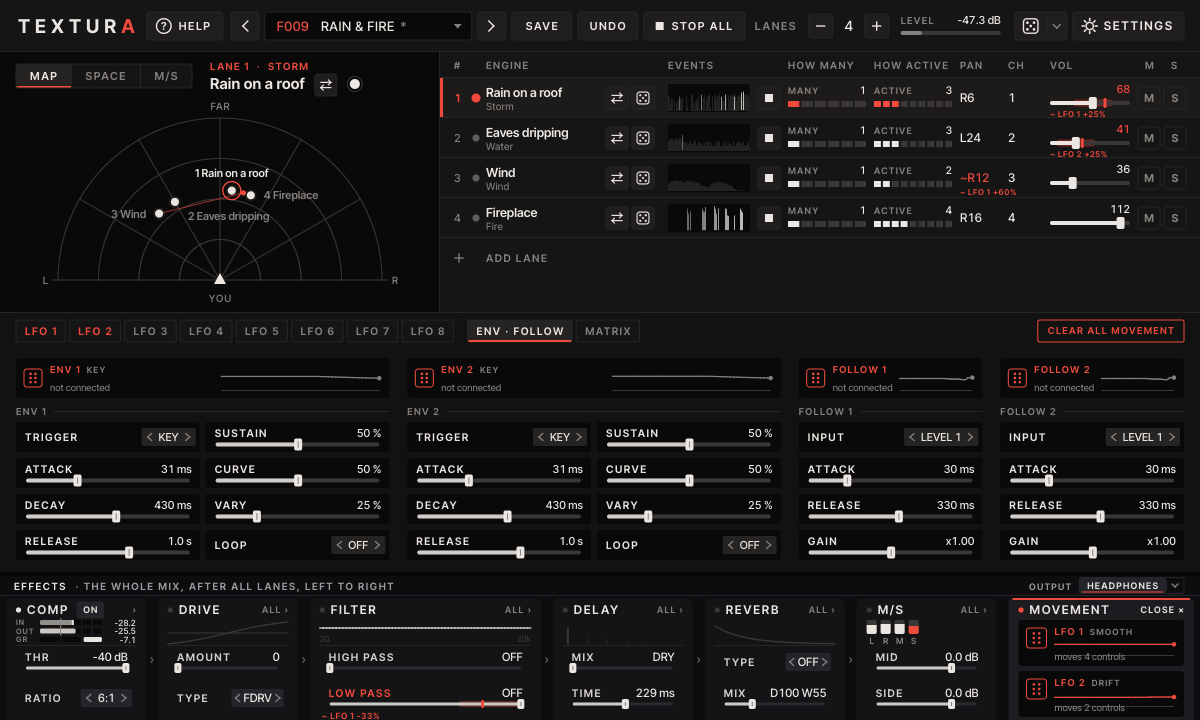 TEXTURA HELP F009 RAIN & FIRE * SAVE UNDO STOP ALL LANES 4 LEVEL -47.3 dB SETTINGS
MAP SPACE M/S
LANE 1 · STORM
Rain on a roof
FAR
1 Rain on a roof
4 Fireplace
3 Wind
2 Eaves dripping
L
R
YOU
# ENGINE EVENTS HOW MANY HOW ACTIVE PAN CH VOL M S
1 Rain on a roof Storm MANY 1 ACTIVE 3 R6 1 68 ~ LFO 1 +25% M S
2 Eaves dripping Water MANY 1 ACTIVE 3 L24 2 41 ~ LFO 2 +25% M S
3 Wind Wind MANY 1 ACTIVE 2 ~R12 ~ LFO 1 +60% 3 36 M S
4 Fireplace Fire MANY 1 ACTIVE 4 R16 4 112 M S
+ ADD LANE
LFO 1 LFO 2 LFO 3 LFO 4 LFO 5 LFO 6 LFO 7 LFO 8 ENV · FOLLOW MATRIX CLEAR ALL MOVEMENT
ENV 1 KEY
not connected
ENV 2 KEY
not connected
FOLLOW 1
not connected
FOLLOW 2
not connected
ENV 1 ENV 2 FOLLOW 1 FOLLOW 2
TRIGGER < KEY > SUSTAIN 50 % TRIGGER < KEY > SUSTAIN 50 % INPUT < LEVEL 1 > INPUT < LEVEL 1 >
ATTACK 31 ms CURVE 50 % ATTACK 31 ms CURVE 50 % ATTACK 30 ms ATTACK 30 ms
DECAY 430 ms VARY 25 % DECAY 430 ms VARY 25 % RELEASE 330 ms RELEASE 330 ms
RELEASE 1.0 s LOOP < OFF > RELEASE 1.0 s LOOP < OFF > GAIN x1.00 GAIN x1.00
EFFECTS · THE WHOLE MIX, AFTER ALL LANES, LEFT TO RIGHT OUTPUT HEADPHONES
COMP ON › DRIVE ALL › FILTER ALL › DELAY ALL › REVERB ALL › M/S ALL › MOVEMENT CLOSE ×
IN -28.2
OUT -25.5
GR -7.1
20 20k
L R M S
LFO 1 SMOOTH
moves 4 controls
THR -40 dB AMOUNT 0 HIGH PASS OFF MIX DRY TYPE < OFF > MID 0.0 dB
LFO 2 DRIFT
moves 2 controls
RATIO < 6:1 > TYPE < FDRV > LOW PASS OFF TIME 229 ms MIX D100 W55 SIDE 0.0 dB
~ LFO 1 -33%